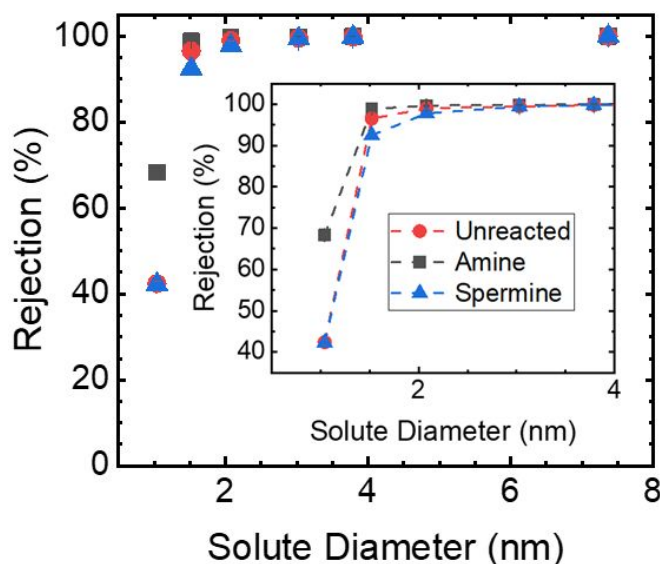 100
80
60
40
20
0
Rejection (%)
2
4
6
8
Solute Diameter (nm)
100
90
80
70
60
50
40
Rejection (%)
Unreacted
Amine
Spermine
2
4
Solute Diameter (nm)